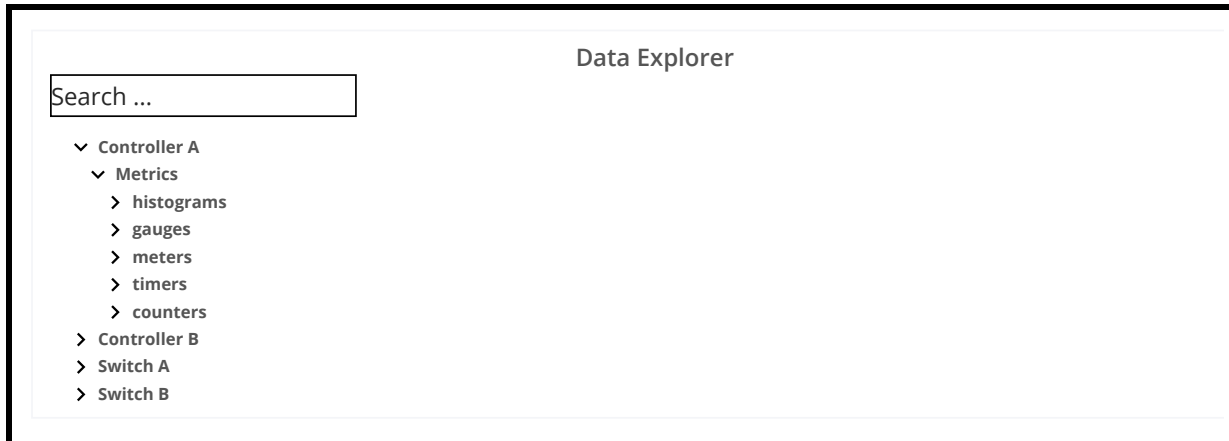 Data Explorer
Search ...
Controller A
Metrics
histograms
gauges
meters
timers
counters
Controller B
Switch A
Switch B